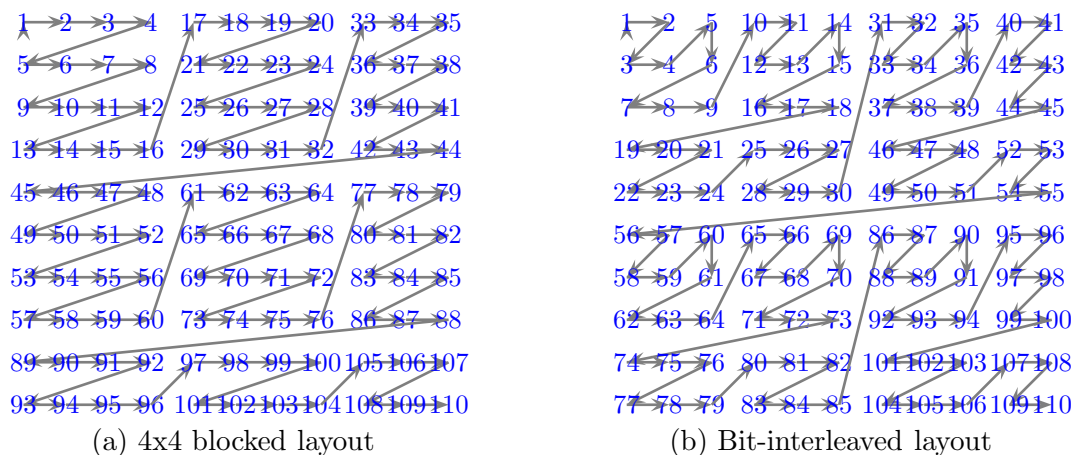 1 2 3 4 17 18 19 20 33 34 35
5 6 7 8 21 22 23 24 36 37 38
9 10 11 12 25 26 27 28 39 40 41
13 14 15 16 29 30 31 32 42 43 44
45 46 47 48 61 62 63 64 77 78 79
49 50 51 52 65 66 67 68 80 81 82
53 54 55 56 69 70 71 72 83 84 85
57 58 59 60 73 74 75 76 86 87 88
89 90 91 92 97 98 99 100 105 106 107
93 94 95 96 101 102 103 104 108 109 110
(a) 4x4 blocked layout
1 2 5 10 11 14 31 32 35 40 41
3 4 6 12 13 15 33 34 36 42 43
7 8 9 16 17 18 37 38 39 44 45
19 20 21 25 26 27 46 47 48 52 53
22 23 24 28 29 30 49 50 51 54 55
56 57 60 65 66 69 86 87 90 95 96
58 59 61 67 68 70 88 89 91 97 98
62 63 64 71 72 73 92 93 94 99 100
74 75 76 80 81 82 101 102 103 107 108
77 78 79 83 84 85 104 105 106 109 110
(b) Bit-interleaved layout